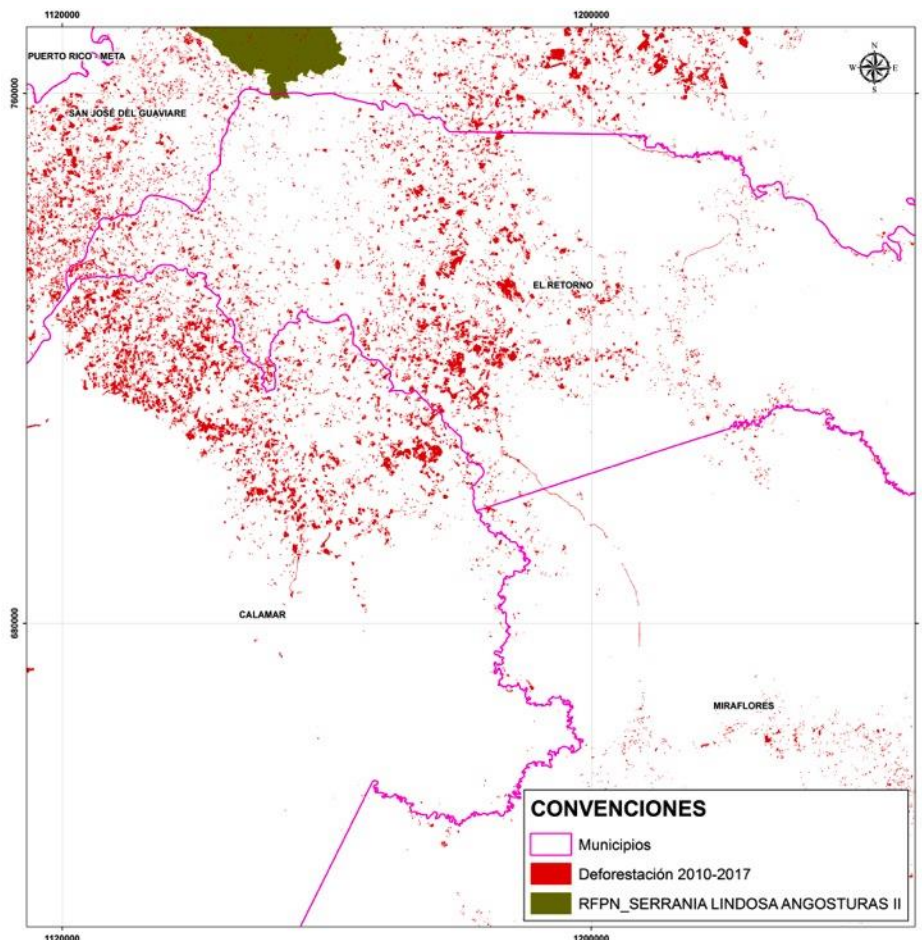 1120000
1200000
N
W E
S
PUERTO RICO - META
760000
SAN JOSÉ DEL GUAVIARE
EL RETORNO
680000
CALAMAR
MIRAFLORES
CONVENCIONES
Municipios
Deforestación 2010-2017
RFPN_SERRANIA LINDOSA ANGOSTURAS II
1120000
1200000